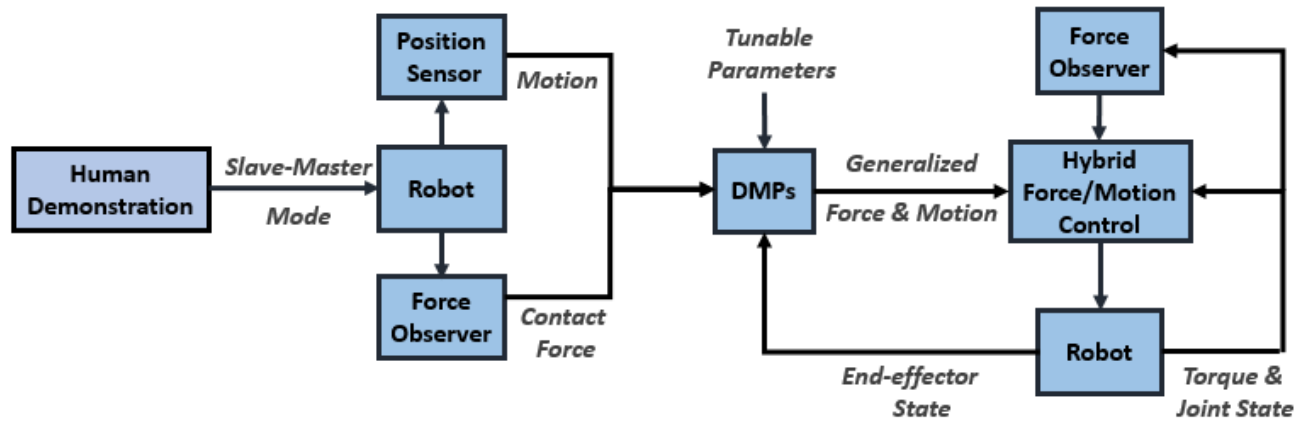 Human
Demonstration
Slave-Master
Mode
Position
Sensor
Motion
Robot
Force
Observer
Contact
Force
Tunable
Parameters
DMPs
Generalized
Force & Motion
Force
Observer
Hybrid
Force/Motion
Control
Robot
End-effector
State
Torque &
Joint State